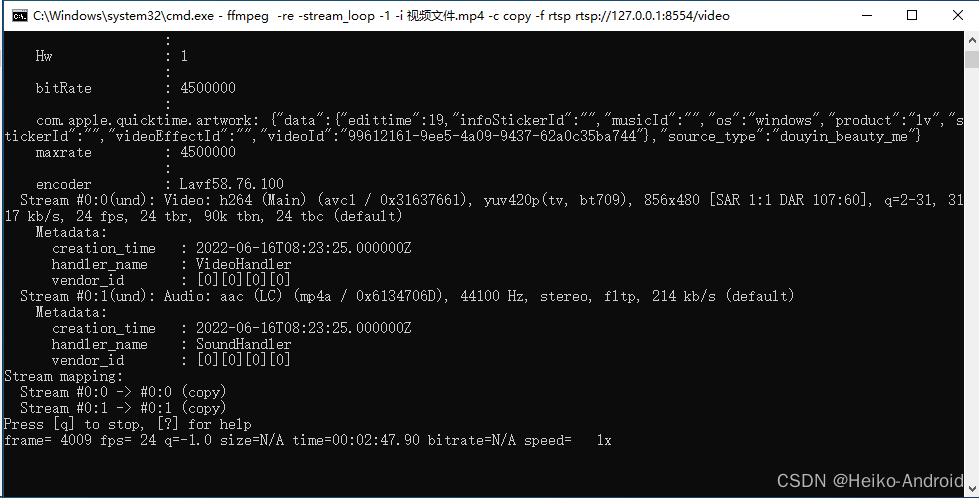 C:\Windows\system32\cmd.exe - ffmpeg  -re -stream_loop -1 -i 视频文件.mp4 -c copy -f rtsp rtsp://127.0.0.1:8554/video
                    :
    Hw              : 1
                    :
    bitRate         : 4500000
                    :
    com.apple.quicktime.artwork: {"data":{"edittime":19,"infoStickerId":"","musicId":"","os":"windows","product":"lv","s
tickerId":"","videoEffectId":"","videoId":"99612161-9ee5-4a09-9437-62a0c35ba744"},"source_type":"douyin_beauty_me"}
    maxrate         : 4500000
                    :
    encoder         : Lavf58.76.100
  Stream #0:0(und): Video: h264 (Main) (avc1 / 0x31637661), yuv420p(tv, bt709), 856x480 [SAR 1:1 DAR 107:60], q=2-31, 31
17 kb/s, 24 fps, 24 tbr, 90k tbn, 24 tbc (default)
    Metadata:
      creation_time   : 2022-06-16T08:23:25.000000Z
      handler_name    : VideoHandler
      vendor_id       : [0][0][0][0]
  Stream #0:1(und): Audio: aac (LC) (mp4a / 0x6134706D), 44100 Hz, stereo, fltp, 214 kb/s (default)
    Metadata:
      creation_time   : 2022-06-16T08:23:25.000000Z
      handler_name    : SoundHandler
      vendor_id       : [0][0][0][0]
Stream mapping:
  Stream #0:0 -> #0:0 (copy)
  Stream #0:1 -> #0:1 (copy)
Press [q] to stop, [?] for help
frame= 4009 fps= 24 q=-1.0 size=N/A time=00:02:47.90 bitrate=N/A speed=   1x
CSDN @Heiko-Android